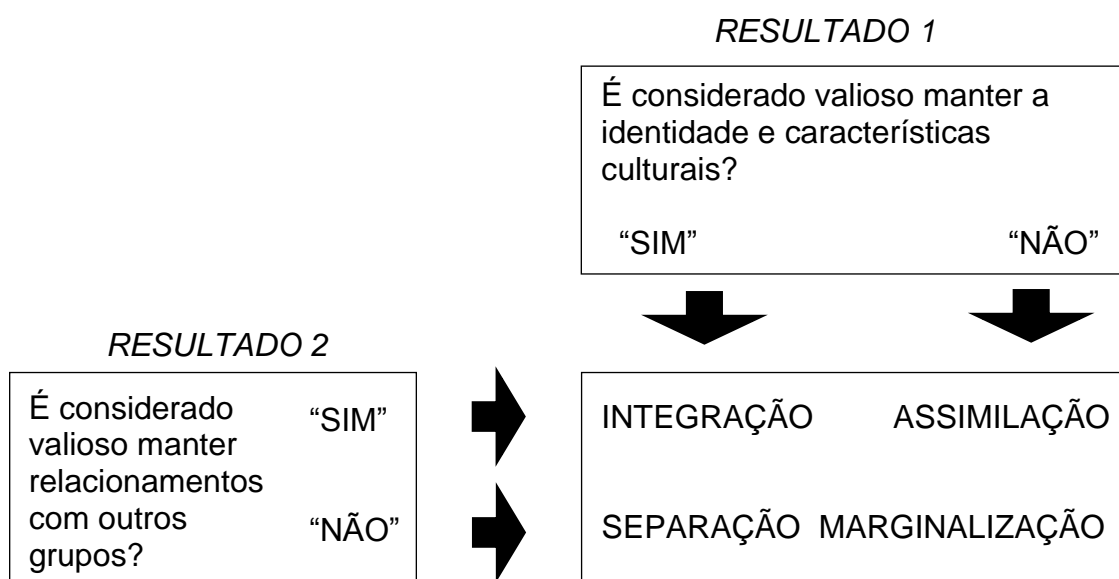 RESULTADO 1
É considerado valioso manter a
identidade e características
culturais?
“SIM” “NÃO”
RESULTADO 2
É considerado
valioso manter
relacionamentos
com outros
grupos?
“SIM”
“NÃO”
INTEGRAÇÃO ASSIMILAÇÃO
SEPARAÇÃO MARGINALIZAÇÃO